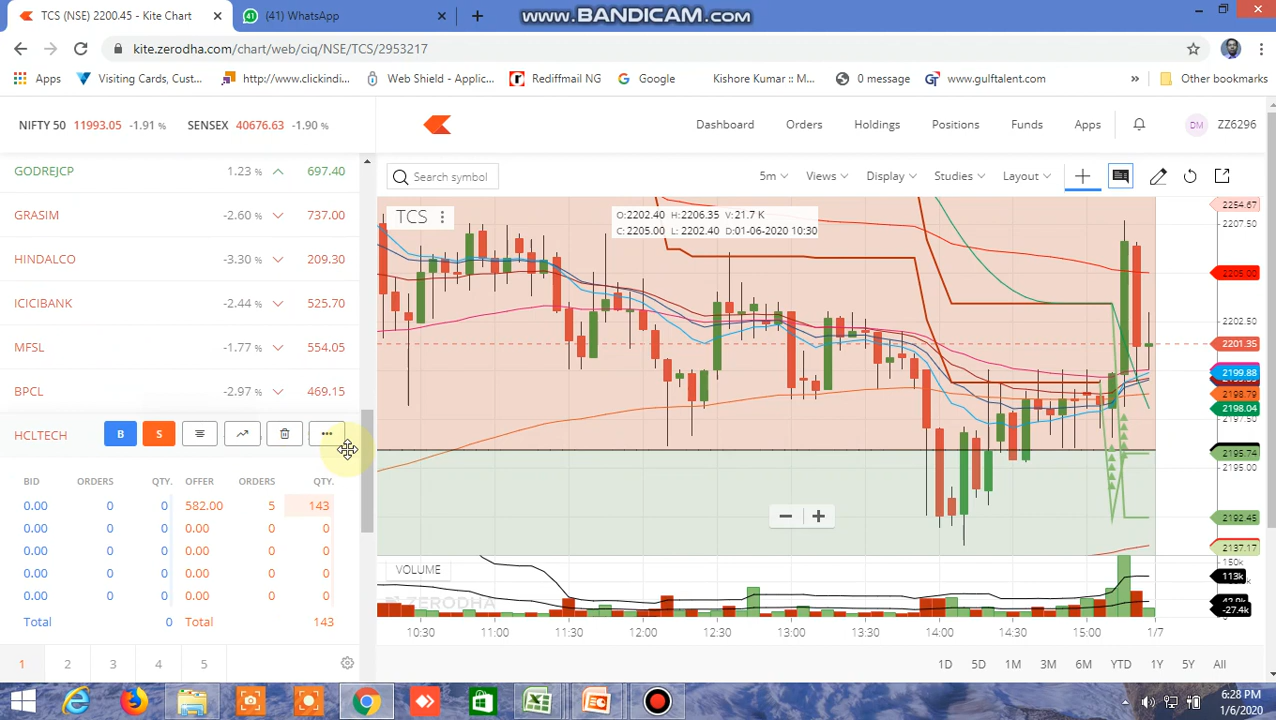 TCS (NSE) 2200.45 - Kite Chart
41
(41) WhatsApp
www.BANDICAM.com
kite.zerodha.com/chart/web/ciq/NSE/TCS/2953217
Apps
Visiting Cards, Cust...
http://www.clickindi...
Web Shield - Applic...
Rediffmail NG
Google
Kishore Kumar :: M...
0 message
www.gulftalent.com
»
Other bookmarks
NIFTY 50 11993.05 -1.91 %
SENSEX 40676.63 -1.90 %
Dashboard
Orders
Holdings
Positions
Funds
Apps
DM
ZZ6296
GODREJCP 1.23 % 697.40
GRASIM -2.60 % 737.00
HINDALCO -3.30 % 209.30
ICICIBANK -2.44 % 525.70
MFSL -1.77 % 554.05
BPCL -2.97 % 469.15
HCLTECH B S
BID ORDERS QTY. OFFER ORDERS QTY.
0.00 0 0 582.00 5 143
0.00 0 0 0.00 0 0
0.00 0 0 0.00 0 0
0.00 0 0 0.00 0 0
0.00 0 0 0.00 0 0
Total 0 Total 143
1 2 3 4 5
Search symbol
5m
Views
Display
Studies
Layout
TCS
O:2202.40 H:2206.35 V:21.7 K
C:2205.00 L: 2202.40 D:01-06-2020 10:30
2254.67
2207.50
2205.00
2202.50
2201.35
2199.88
2198.79
2198.04
2195.74
2195.00
2192.45
2137.17
VOLUME
ZERODHA
150k
113k
-27.4k
10:30 11:00 11:30 12:00 12:30 13:00 13:30 14:00 14:30 15:00 1/7
1D 5D 1M 3M 6M YTD 1Y 5Y All
6:28 PM
1/6/2020